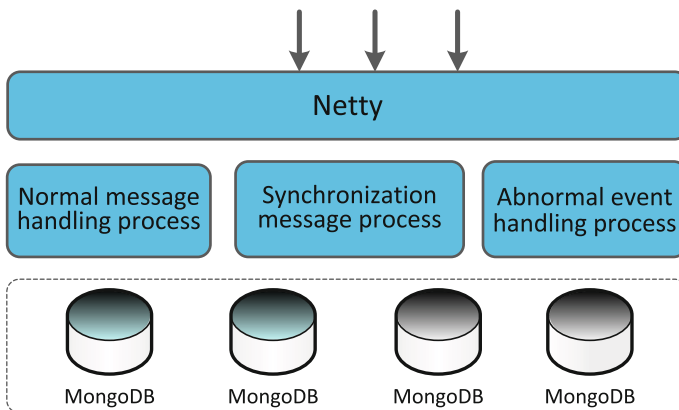 Netty
Normal message
handling process
Synchronization
message process
Abnormal event
handling process
MongoDB
MongoDB
MongoDB
MongoDB